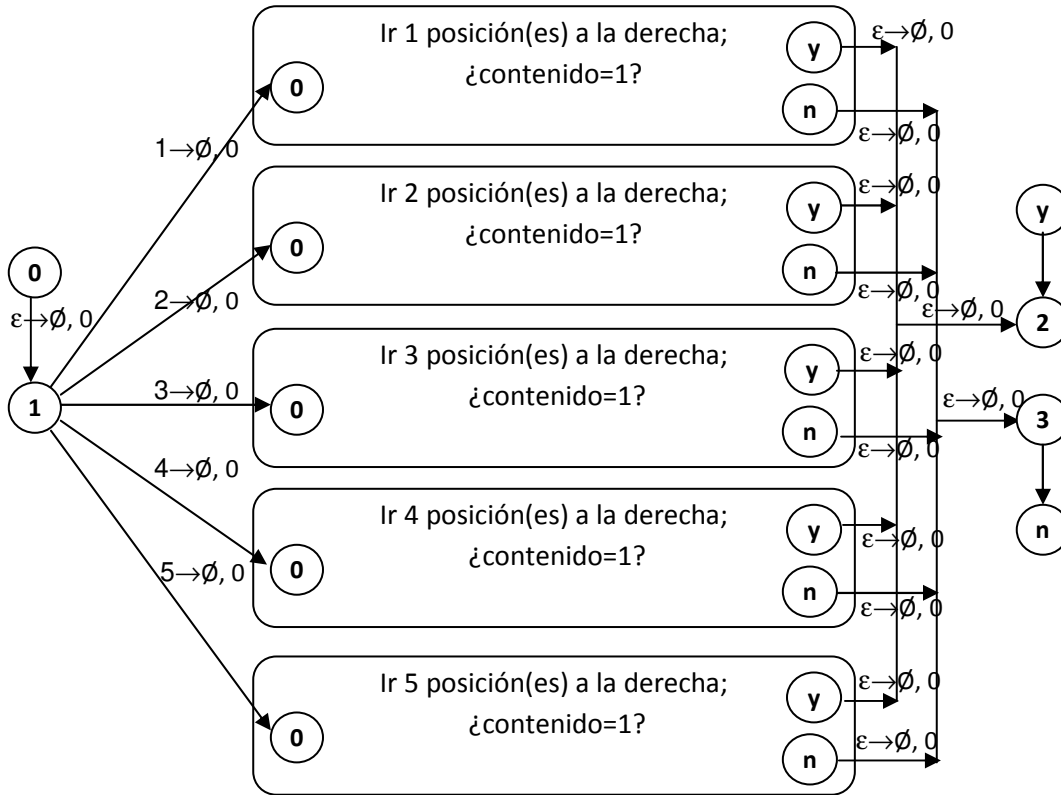 Ir 1 posición(es) a la derecha;
¿contenido=1?
0
y
n
ε→Ø, 0
ε→Ø, 0
1→Ø, 0
Ir 2 posición(es) a la derecha;
¿contenido=1?
0
y
n
ε→Ø, 0
ε→Ø, 0
2→Ø, 0
Ir 3 posición(es) a la derecha;
¿contenido=1?
0
y
n
ε→Ø, 0
ε→Ø, 0
3→Ø, 0
Ir 4 posición(es) a la derecha;
¿contenido=1?
0
y
n
ε→Ø, 0
ε→Ø, 0
4→Ø, 0
Ir 5 posición(es) a la derecha;
¿contenido=1?
0
y
n
ε→Ø, 0
ε→Ø, 0
5→Ø, 0
0
ε→Ø, 0
1
y
ε→Ø, 0
2
ε→Ø, 0
3
n